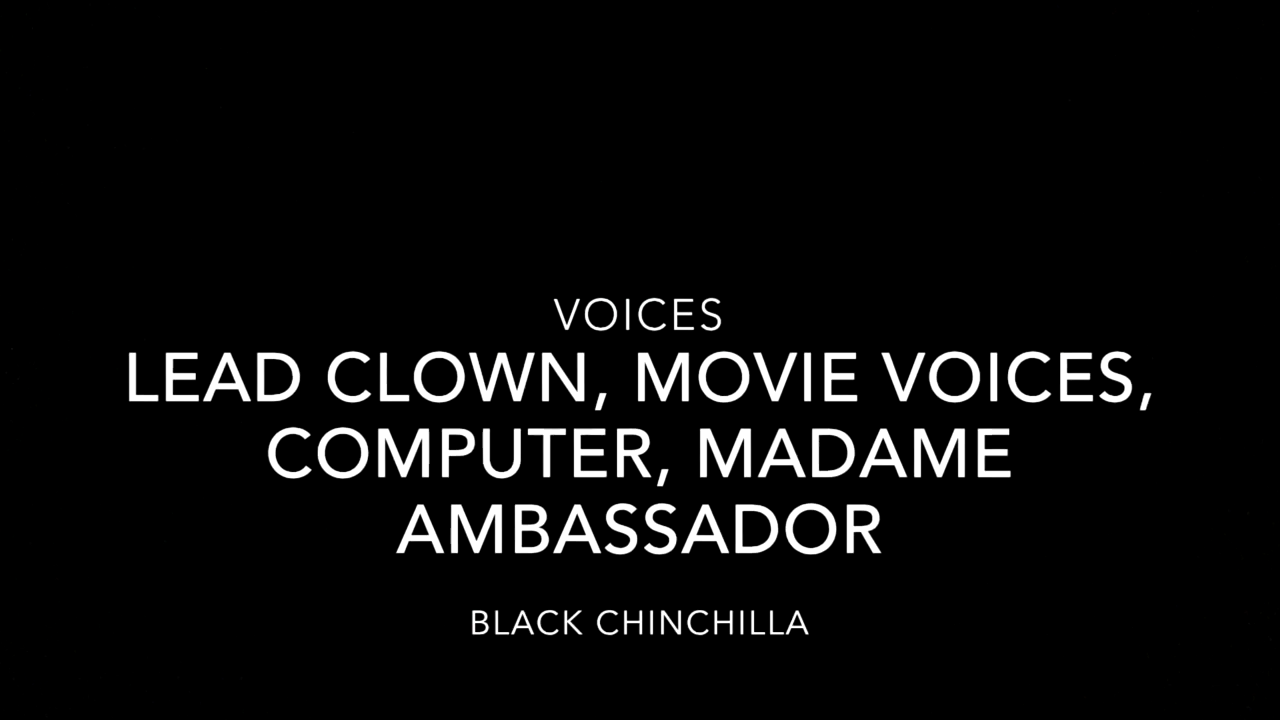 VOICES
LEAD CLOWN, MOVIE VOICES,
COMPUTER, MADAME
AMBASSADOR
BLACK CHINCHILLA